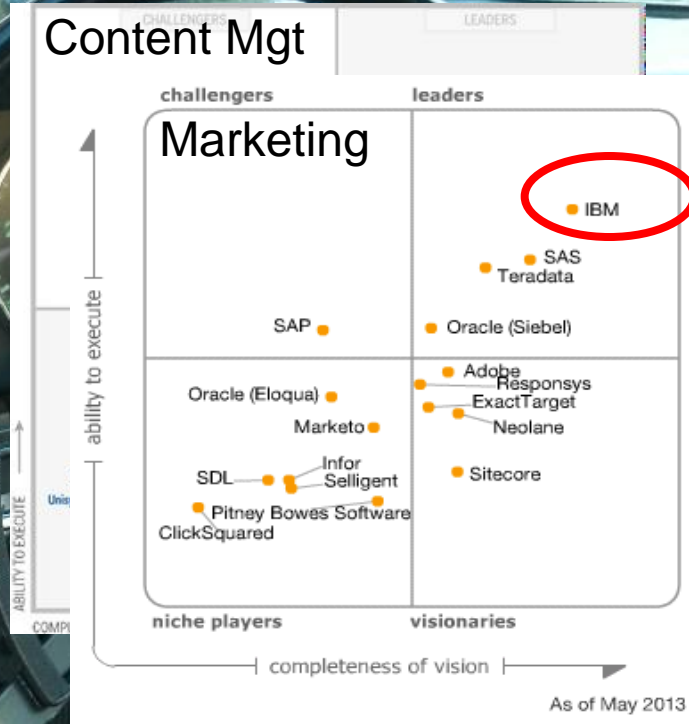 CHALLENGERS
LEADERS
Content Mgt
challengers
leaders
Marketing
IBM
SAS
Teradata
SAP
Oracle (Siebel)
Adobe
Responsys
Oracle (Eloqua)
ExactTarget
Marketo
Neolane
Infor
SDL
Selligent
Sitecore
Pitney Bowes Software
ClickSquared
ability to execute
ABILITY TO EXECUTE
niche players
visionaries
completeness of vision
As of May 2013